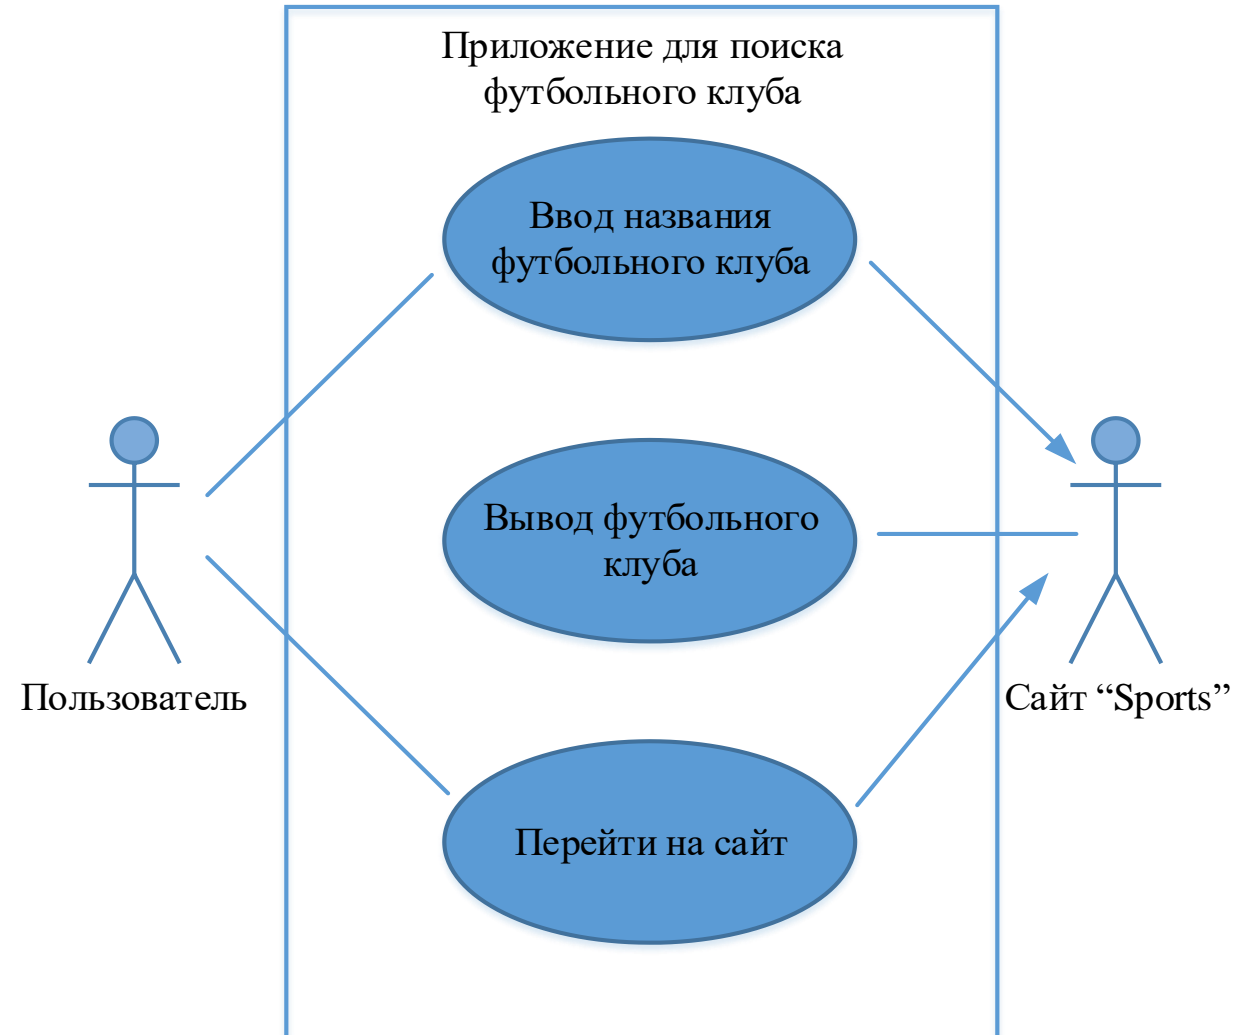 Приложение для поиска
футбольного клуба
Ввод названия
футбольного клуба
Вывод футбольного
клуба
Пользователь
Сайт “Sports”
Перейти на сайт